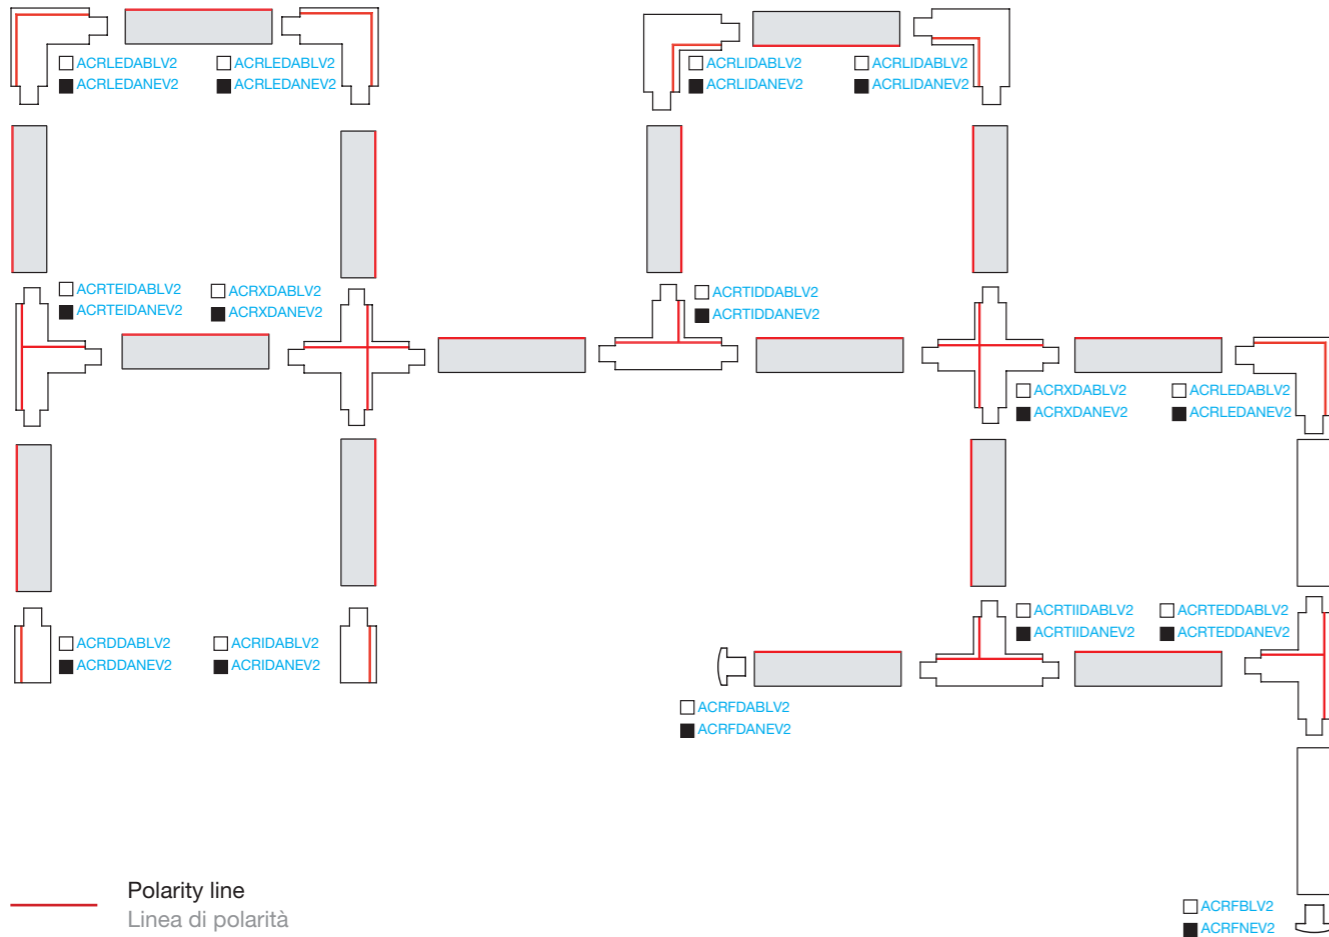 ACRLEDABLV2
ACRLEDANEV2
ACRLEDABLV2
ACRLEDANEV2
ACRLIDABLV2
ACRLIDANEV2
ACRLIDABLV2
ACRLIDANEV2
ACRTEIDABLV2
ACRTEIDANEV2
ACRXDABLV2
ACRXDANEV2
ACRTIDDABLV2
ACRTIDDANEV2
ACRXDABLV2
ACRXDANEV2
ACRLEDABLV2
ACRLEDANEV2
ACRDDABLV2
ACRDDANEV2
ACRIDABLV2
ACRIDANEV2
ACRTIIDABLV2
ACRTIIDANEV2
ACRTEDDABLV2
ACRTEDDANEV2
ACRFDABLV2
ACRFDANEV2
Polarity line
Linea di polarità
ACRFBLV2
ACRFNEV2